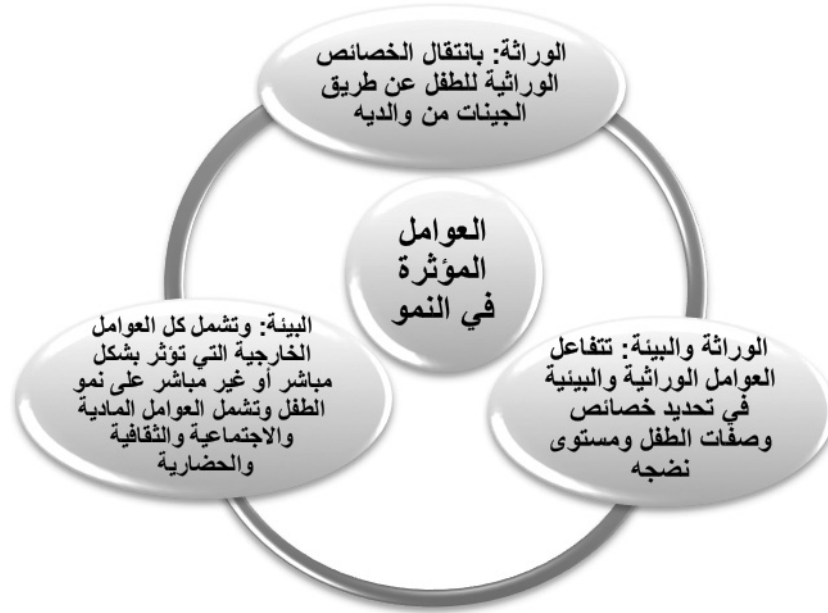 الوراثة: بانتقال الخصائص
الوراثية للطفل عن طريق
الجينات من والديه
العوامل
المؤثرة
في النمو
الوراثة والبيئة: تتفاعل
العوامل الوراثية والبيئية
في تحديد خصائص
وصفات الطفل ومستوى
نضجه
البيئة: وتشمل كل العوامل
الخارجية التي تؤثر بشكل
مباشر أو غير مباشر على نمو
الطفل وتشمل العوامل المادية
والاجتماعية والثقافية
والحضارية